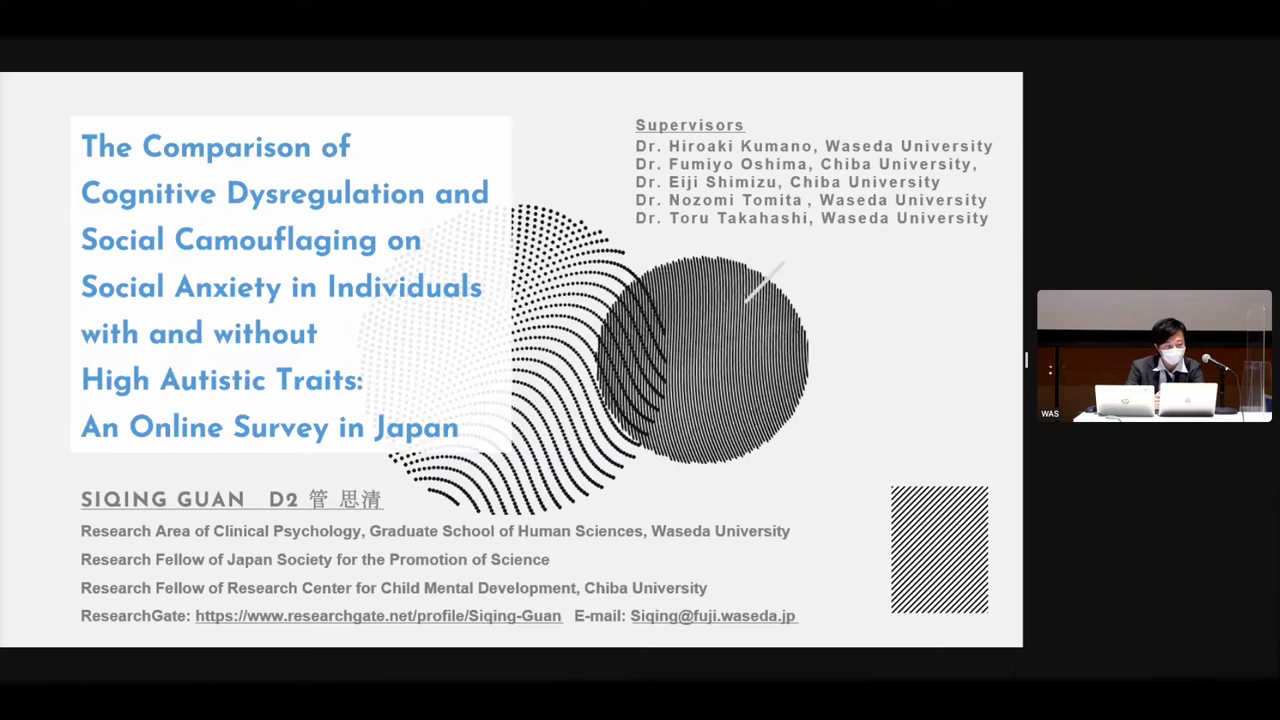 The Comparison of
Cognitive Dysregulation and
Social Camouflaging on
Social Anxiety in Individuals
with and without
High Autistic Traits:
An Online Survey in Japan
Supervisors
Dr. Hiroaki Kumano, Waseda University
Dr. Fumiyo Oshima, Chiba University,
Dr. Eiji Shimizu, Chiba University
Dr. Nozomi Tomita , Waseda University
Dr. Toru Takahashi, Waseda University
SIQING GUAN D2 管 思清
Research Area of Clinical Psychology, Graduate School of Human Sciences, Waseda University
Research Fellow of Japan Society for the Promotion of Science
Research Fellow of Research Center for Child Mental Development, Chiba University
ResearchGate: https://www.researchgate.net/profile/Siqing-Guan E-mail: Siqing@fuji.waseda.jp
WAS